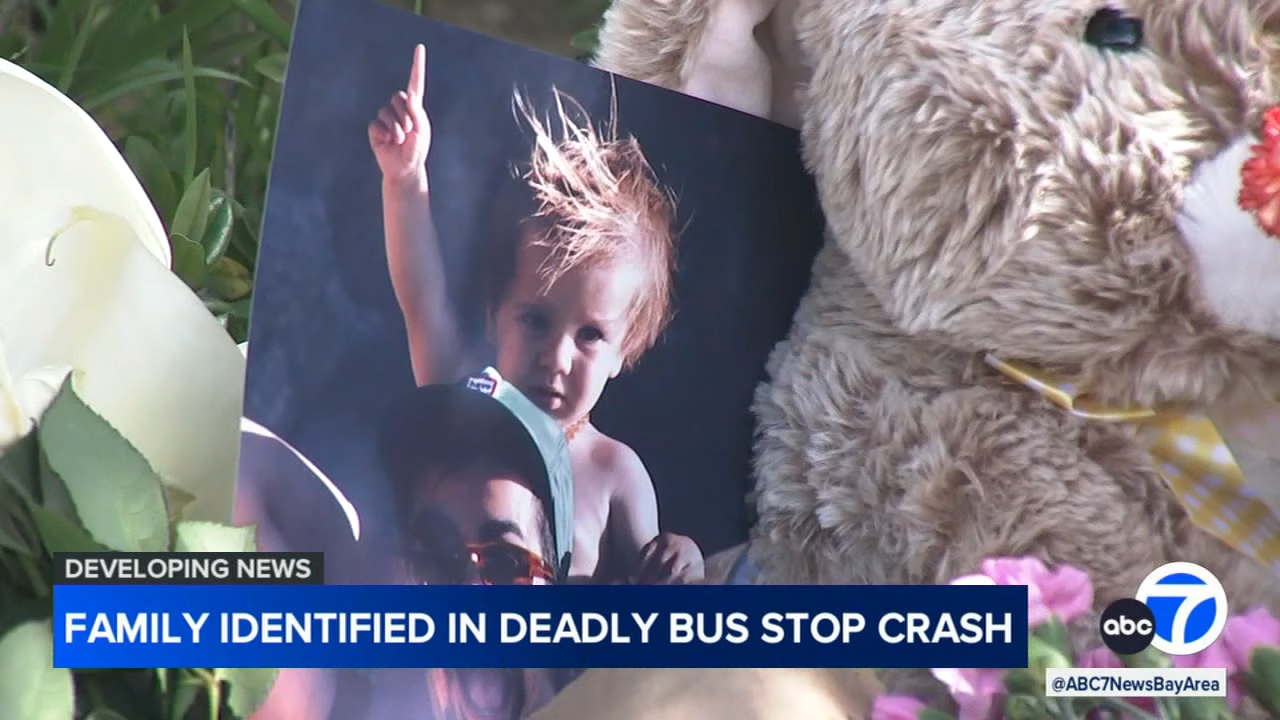 DEVELOPING NEWS
FAMILY IDENTIFIED IN DEADLY BUS STOP CRASH
abc 7
@ABC7NewsBayArea